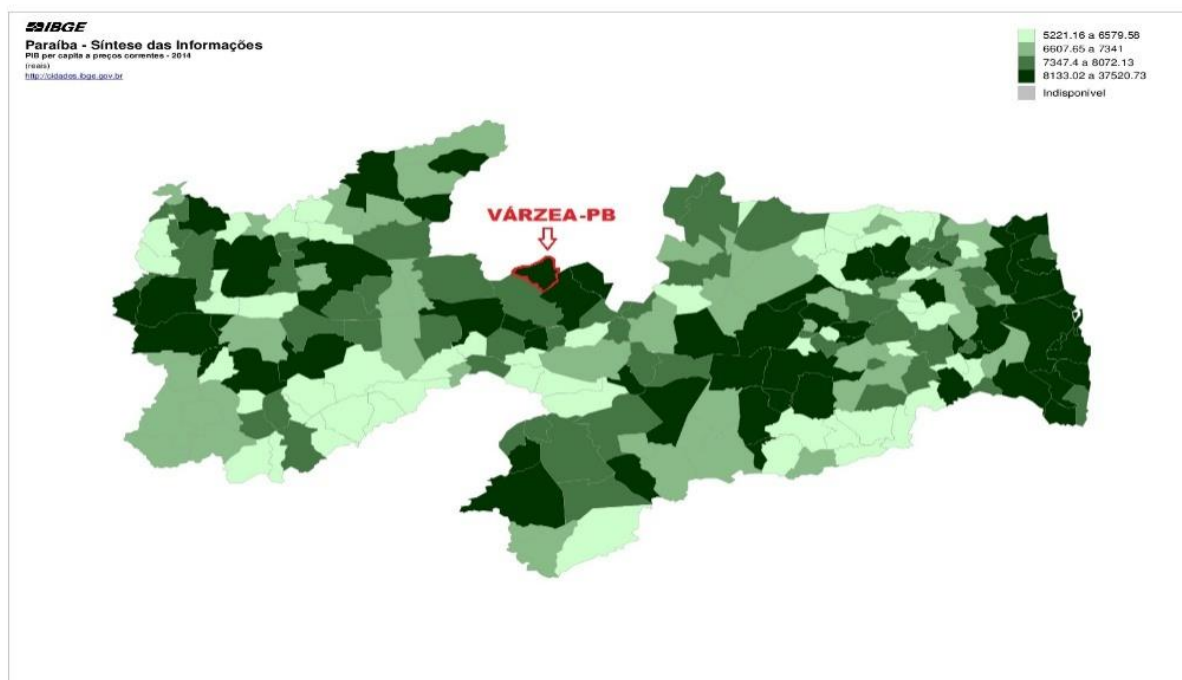 IBGE
Paraíba - Síntese das Informações
PIB per capita a preços correntes - 2014
(reais)
http://cidades.ibge.gov.br
5221.16 a 6579.58
6607.65 a 7341
7347.4 a 8072.13
8133.02 a 37520.73
Indisponível
VÁRZEA-PB